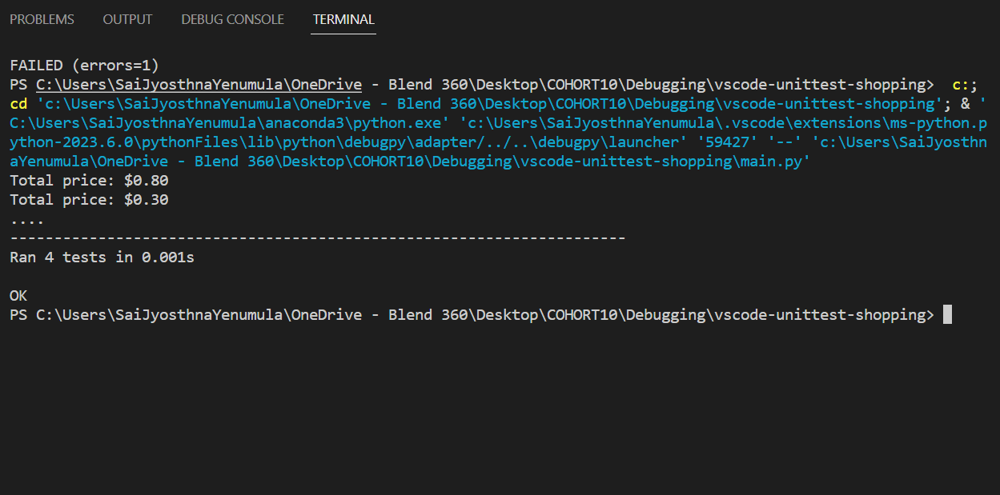 PROBLEMS OUTPUT DEBUG CONSOLE TERMINAL
FAILED (errors=1)
PS C:\Users\SaiJyosthnaYenumula\OneDrive - Blend 360\Desktop\COHORT10\Debugging\vscode-unittest-shopping>  c:;
cd 'c:\Users\SaiJyosthnaYenumula\OneDrive - Blend 360\Desktop\COHORT10\Debugging\vscode-unittest-shopping'; & '
C:\Users\SaiJyosthnaYenumula\anaconda3\python.exe' 'c:\Users\SaiJyosthnaYenumula\.vscode\extensions\ms-python.p
ython-2023.6.0\pythonFiles\lib\python\debugpy\adapter/../..\debugpy\launcher' '59427' '--' 'c:\Users\SaiJyosthn
aYenumula\OneDrive - Blend 360\Desktop\COHORT10\Debugging\vscode-unittest-shopping\main.py'
Total price: $0.80
Total price: $0.30
....
----------------------------------------------------------------------
Ran 4 tests in 0.001s
OK
PS C:\Users\SaiJyosthnaYenumula\OneDrive - Blend 360\Desktop\COHORT10\Debugging\vscode-unittest-shopping>